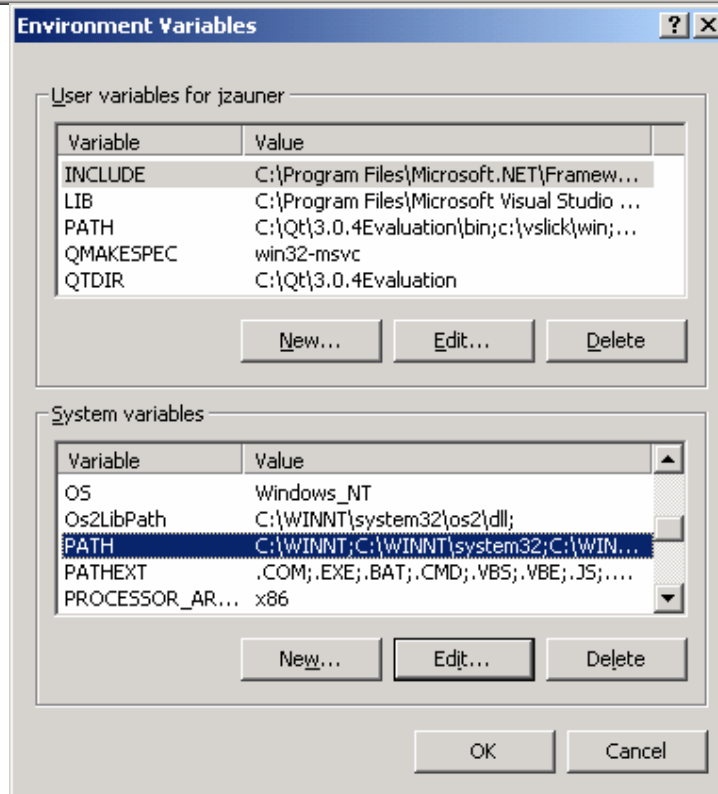 Environment Variables
User variables for jzauner
Variable Value
INCLUDE C:\Program Files\Microsoft.NET\Framew...
LIB C:\Program Files\Microsoft Visual Studio ...
PATH C:\Qt\3.0.4Evaluation\bin;c:\vslick\win;...
QMAKESPEC win32-msvc
QTDIR C:\Qt\3.0.4Evaluation
New... Edit... Delete
System variables
Variable Value
OS Windows_NT
Os2LibPath C:\WINNT\system32\os2\dll;
PATH C:\WINNT;C:\WINNT\system32;C:\WIN...
PATHEXT .COM;.EXE;.BAT;.CMD;.VBS;.VBE;.JS;....
PROCESSOR_AR... x86
New... Edit... Delete
OK Cancel